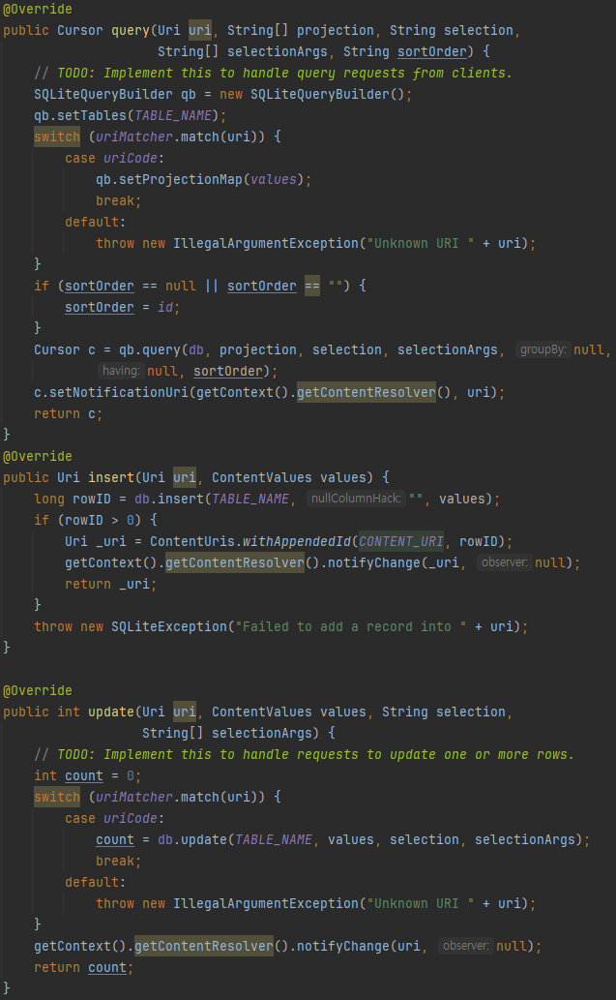 @Override
public Cursor query(Uri uri, String[] projection, String selection,
                    String[] selectionArgs, String sortOrder) {
    // TODO: Implement this to handle query requests from clients.
    SQLiteQueryBuilder qb = new SQLiteQueryBuilder();
    qb.setTables(TABLE_NAME);
    switch (uriMatcher.match(uri)) {
        case uriCode:
            qb.setProjectionMap(values);
            break;
        default:
            throw new IllegalArgumentException("Unknown URI " + uri);
    }
    if (sortOrder == null || sortOrder == "") {
        sortOrder = id;
    }
    Cursor c = qb.query(db, projection, selection, selectionArgs, groupBy: null,
            having: null, sortOrder);
    c.setNotificationUri(getContext().getContentResolver(), uri);
    return c;
}
@Override
public Uri insert(Uri uri, ContentValues values) {
    long rowID = db.insert(TABLE_NAME, nullColumnHack: "", values);
    if (rowID > 0) {
        Uri _uri = ContentUris.withAppendedId(CONTENT_URI, rowID);
        getContext().getContentResolver().notifyChange(_uri, observer: null);
        return _uri;
    }
    throw new SQLiteException("Failed to add a record into " + uri);
}

@Override
public int update(Uri uri, ContentValues values, String selection,
                  String[] selectionArgs) {
    // TODO: Implement this to handle requests to update one or more rows.
    int count = 0;
    switch (uriMatcher.match(uri)) {
        case uriCode:
            count = db.update(TABLE_NAME, values, selection, selectionArgs);
            break;
        default:
            throw new IllegalArgumentException("Unknown URI " + uri);
    }
    getContext().getContentResolver().notifyChange(uri, observer: null);
    return count;
}